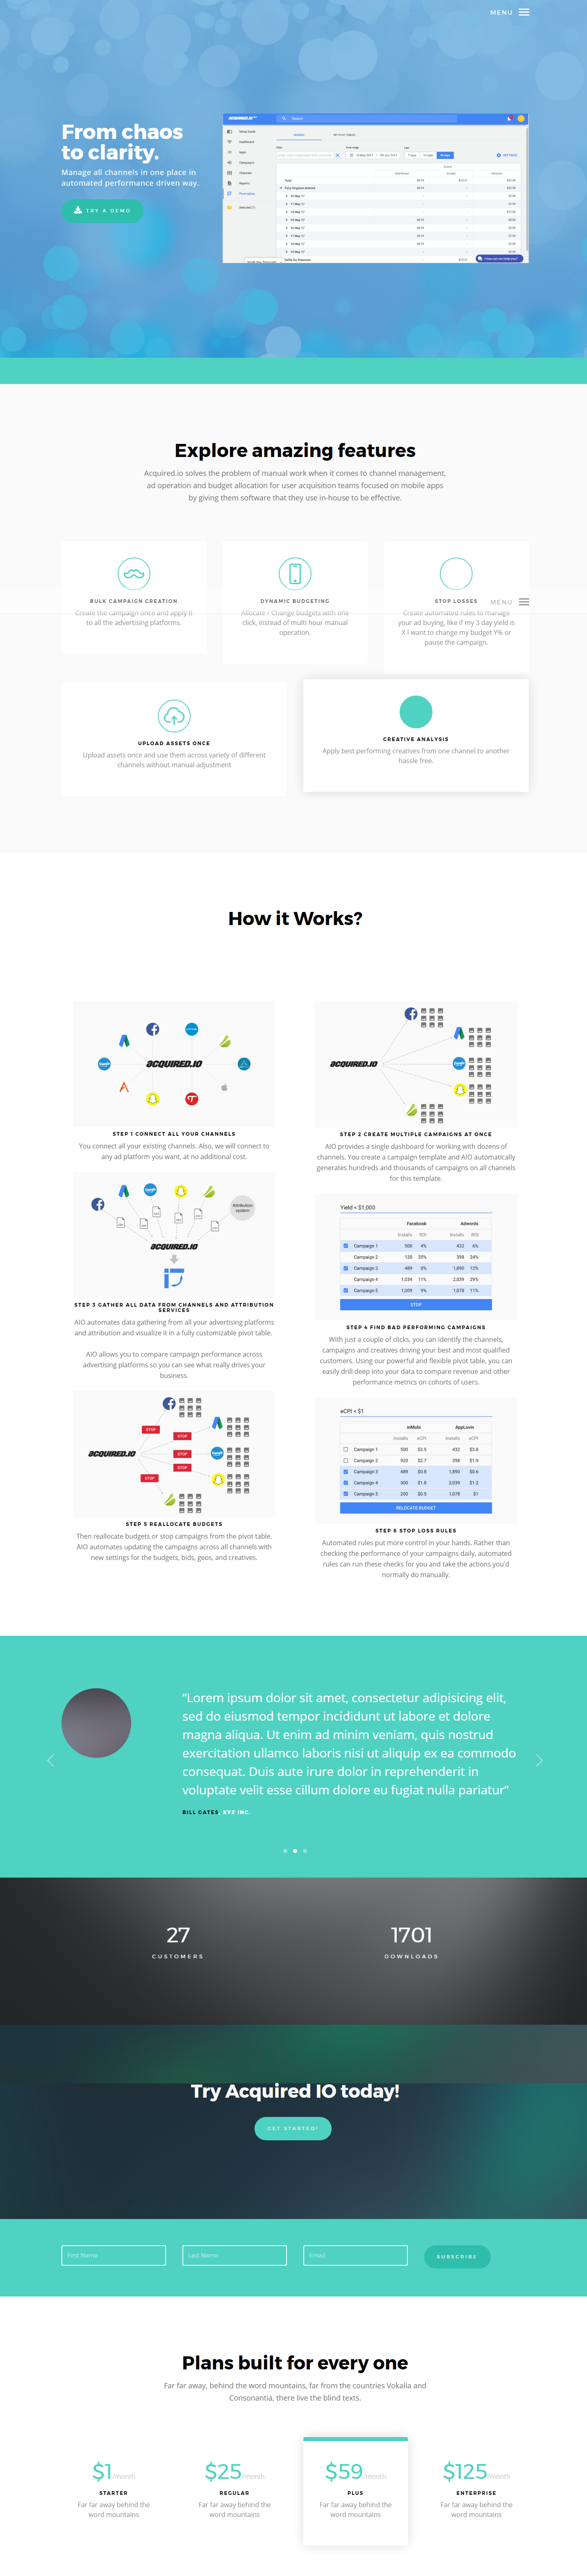 MENU
From chaos
to clarity.
Manage all channels in one place in
automated performance driven way.
TRY A DEMO
ACQUIRED.IO
Search
Setup Guide
Dashboard
Apps
Campaigns
Channels
Reports
Pivot tables
SETTINGS
Explore amazing features
Acquired.io solves the problem of manual work when it comes to channel management,
ad operation and budget allocation for user acquisition teams focused on mobile apps
by giving them software that they use in-house to be effective.
BULK CAMPAIGN CREATION
Create the campaign once and apply it
to all the advertising platforms.
DYNAMIC BUDGETING
Allocate / Change budgets with one
click, instead of multi hour manual
operation.
STOP LOSSES
MENU
Create automated rules to manage
your ad buying, like if my 3 day yield is
X I want to change my budget Y% or
pause the campaign.
UPLOAD ASSETS ONCE
Upload assets once and use them across variety of different
channels without manual adjustment
CREATIVE ANALYSIS
Apply best performing creatives from one channel to another
hassle free.
How it Works?
ACQUIRED.IO
STEP 1 CONNECT ALL YOUR CHANNELS
You connect all your existing channels. Also, we will connect to
any ad platform you want, at no additional cost.
ACQUIRED.IO
STEP 2 CREATE MULTIPLE CAMPAIGNS AT ONCE
AIO provides a single dashboard for working with dozens of
channels. You create a campaign template and AIO automatically
generates hundreds and thousands of campaigns on all channels
for this template.
Attribution
system
ACQUIRED.IO
STEP 3 GATHER ALL DATA FROM CHANNELS AND ATTRIBUTION
SERVICES
AIO automates data gathering from all your advertising platforms
and attribution and visualize it in a fully customizable pivot table.
AIO allows you to compare campaign performance across
advertising platforms so you can see what really drives your
business.
Yield < $1,000
Facebook Adwords
Installs ROI Installs ROI
Campaign 1 508 4% 432 6%
Campaign 2 120 20% 398 24%
Campaign 3 489 9% 1,890 12%
Campaign 4 1,034 11% 2,039 29%
Campaign 5 1,009 9% 1,078 11%
STOP
STEP 4 FIND BAD PERFORMING CAMPAIGNS
With just a couple of clicks, you can identify the channels,
campaigns and creatives driving your best and most qualified
customers. Using our powerful and flexible pivot table, you can
easily drill deep into your data to compare revenue and other
performance metrics on cohorts of users.
ACQUIRED.IO
STOP
STOP
STOP
STOP
STOP
STEP 5 REALLOCATE BUDGETS
Then reallocate budgets or stop campaigns from the pivot table.
AIO automates updating the campaigns across all channels with
new settings for the budgets, bids, geos, and creatives.
eCPI < $1
inMobi AppLovin
Installs eCPI Installs eCPI
Campaign 1 500 $3.5 432 $3.8
Campaign 2 920 $2.7 398 $1.9
Campaign 3 489 $0.8 1,890 $0.6
Campaign 4 300 $1.8 2,039 $1.2
Campaign 5 200 $0.5 1,078 $1
RELOCATE BUDGET
STEP 6 STOP LOSS RULES
Automated rules put more control in your hands. Rather than
checking the performance of your campaigns daily, automated
rules can run these checks for you and take the actions you'd
normally do manually.
“Lorem ipsum dolor sit amet, consectetur adipisicing elit,
sed do eiusmod tempor incididunt ut labore et dolore
magna aliqua. Ut enim ad minim veniam, quis nostrud
exercitation ullamco laboris nisi ut aliquip ex ea commodo
consequat. Duis aute irure dolor in reprehenderit in
voluptate velit esse cillum dolore eu fugiat nulla pariatur”
BILL GATES, XYZ INC.
27
CUSTOMERS
1701
DOWNLOADS
Try Acquired IO today!
GET STARTED!
First Name
Last Name
Email
SUBSCRIBE
Plans built for every one
Far far away, behind the word mountains, far from the countries Vokalia and
Consonantia, there live the blind texts.
$1/month
STARTER
Far far away behind the
word mountains
$25/month
REGULAR
Far far away behind the
word mountains
$59/month
PLUS
Far far away behind the
word mountains
$125/month
ENTERPRISE
Far far away behind the
word mountains